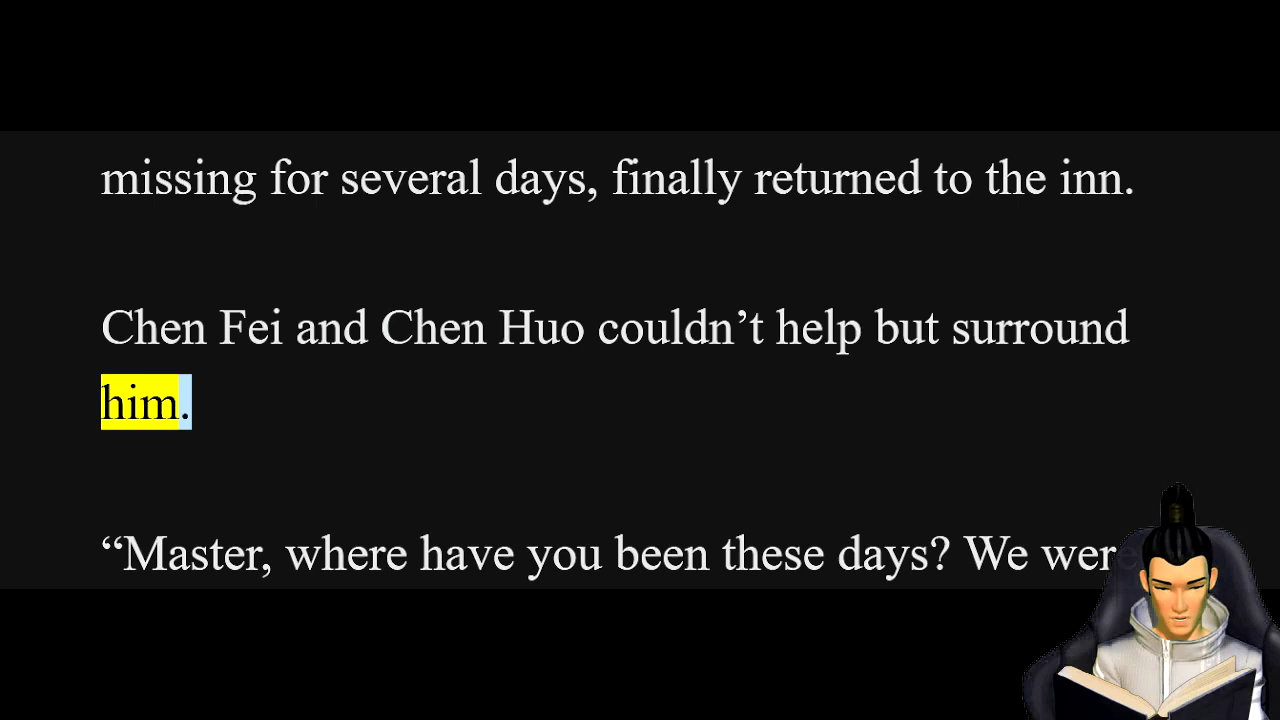 missing for several days, finally returned to the inn.
Chen Fei and Chen Huo couldn’t help but surround
him.
“Master, where have you been these days? We were